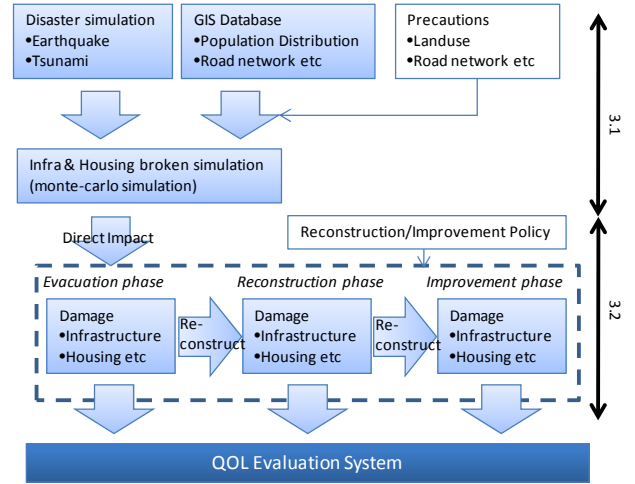 Disaster simulation
•Earthquake
•Tsunami
GIS Database
•Population Distribution
•Road network etc
Precautions
•Landuse
•Road network etc
3.1
Infra & Housing broken simulation
(monte-carlo simulation)
Direct Impact
Reconstruction/Improvement Policy
3.2
Evacuation phase
Reconstruction phase
Improvement phase
Damage
•Infrastructure
•Housing etc
Re-
construct
Damage
•Infrastructure
•Housing etc
Re-
construct
Damage
•Infrastructure
•Housing etc
QOL Evaluation System